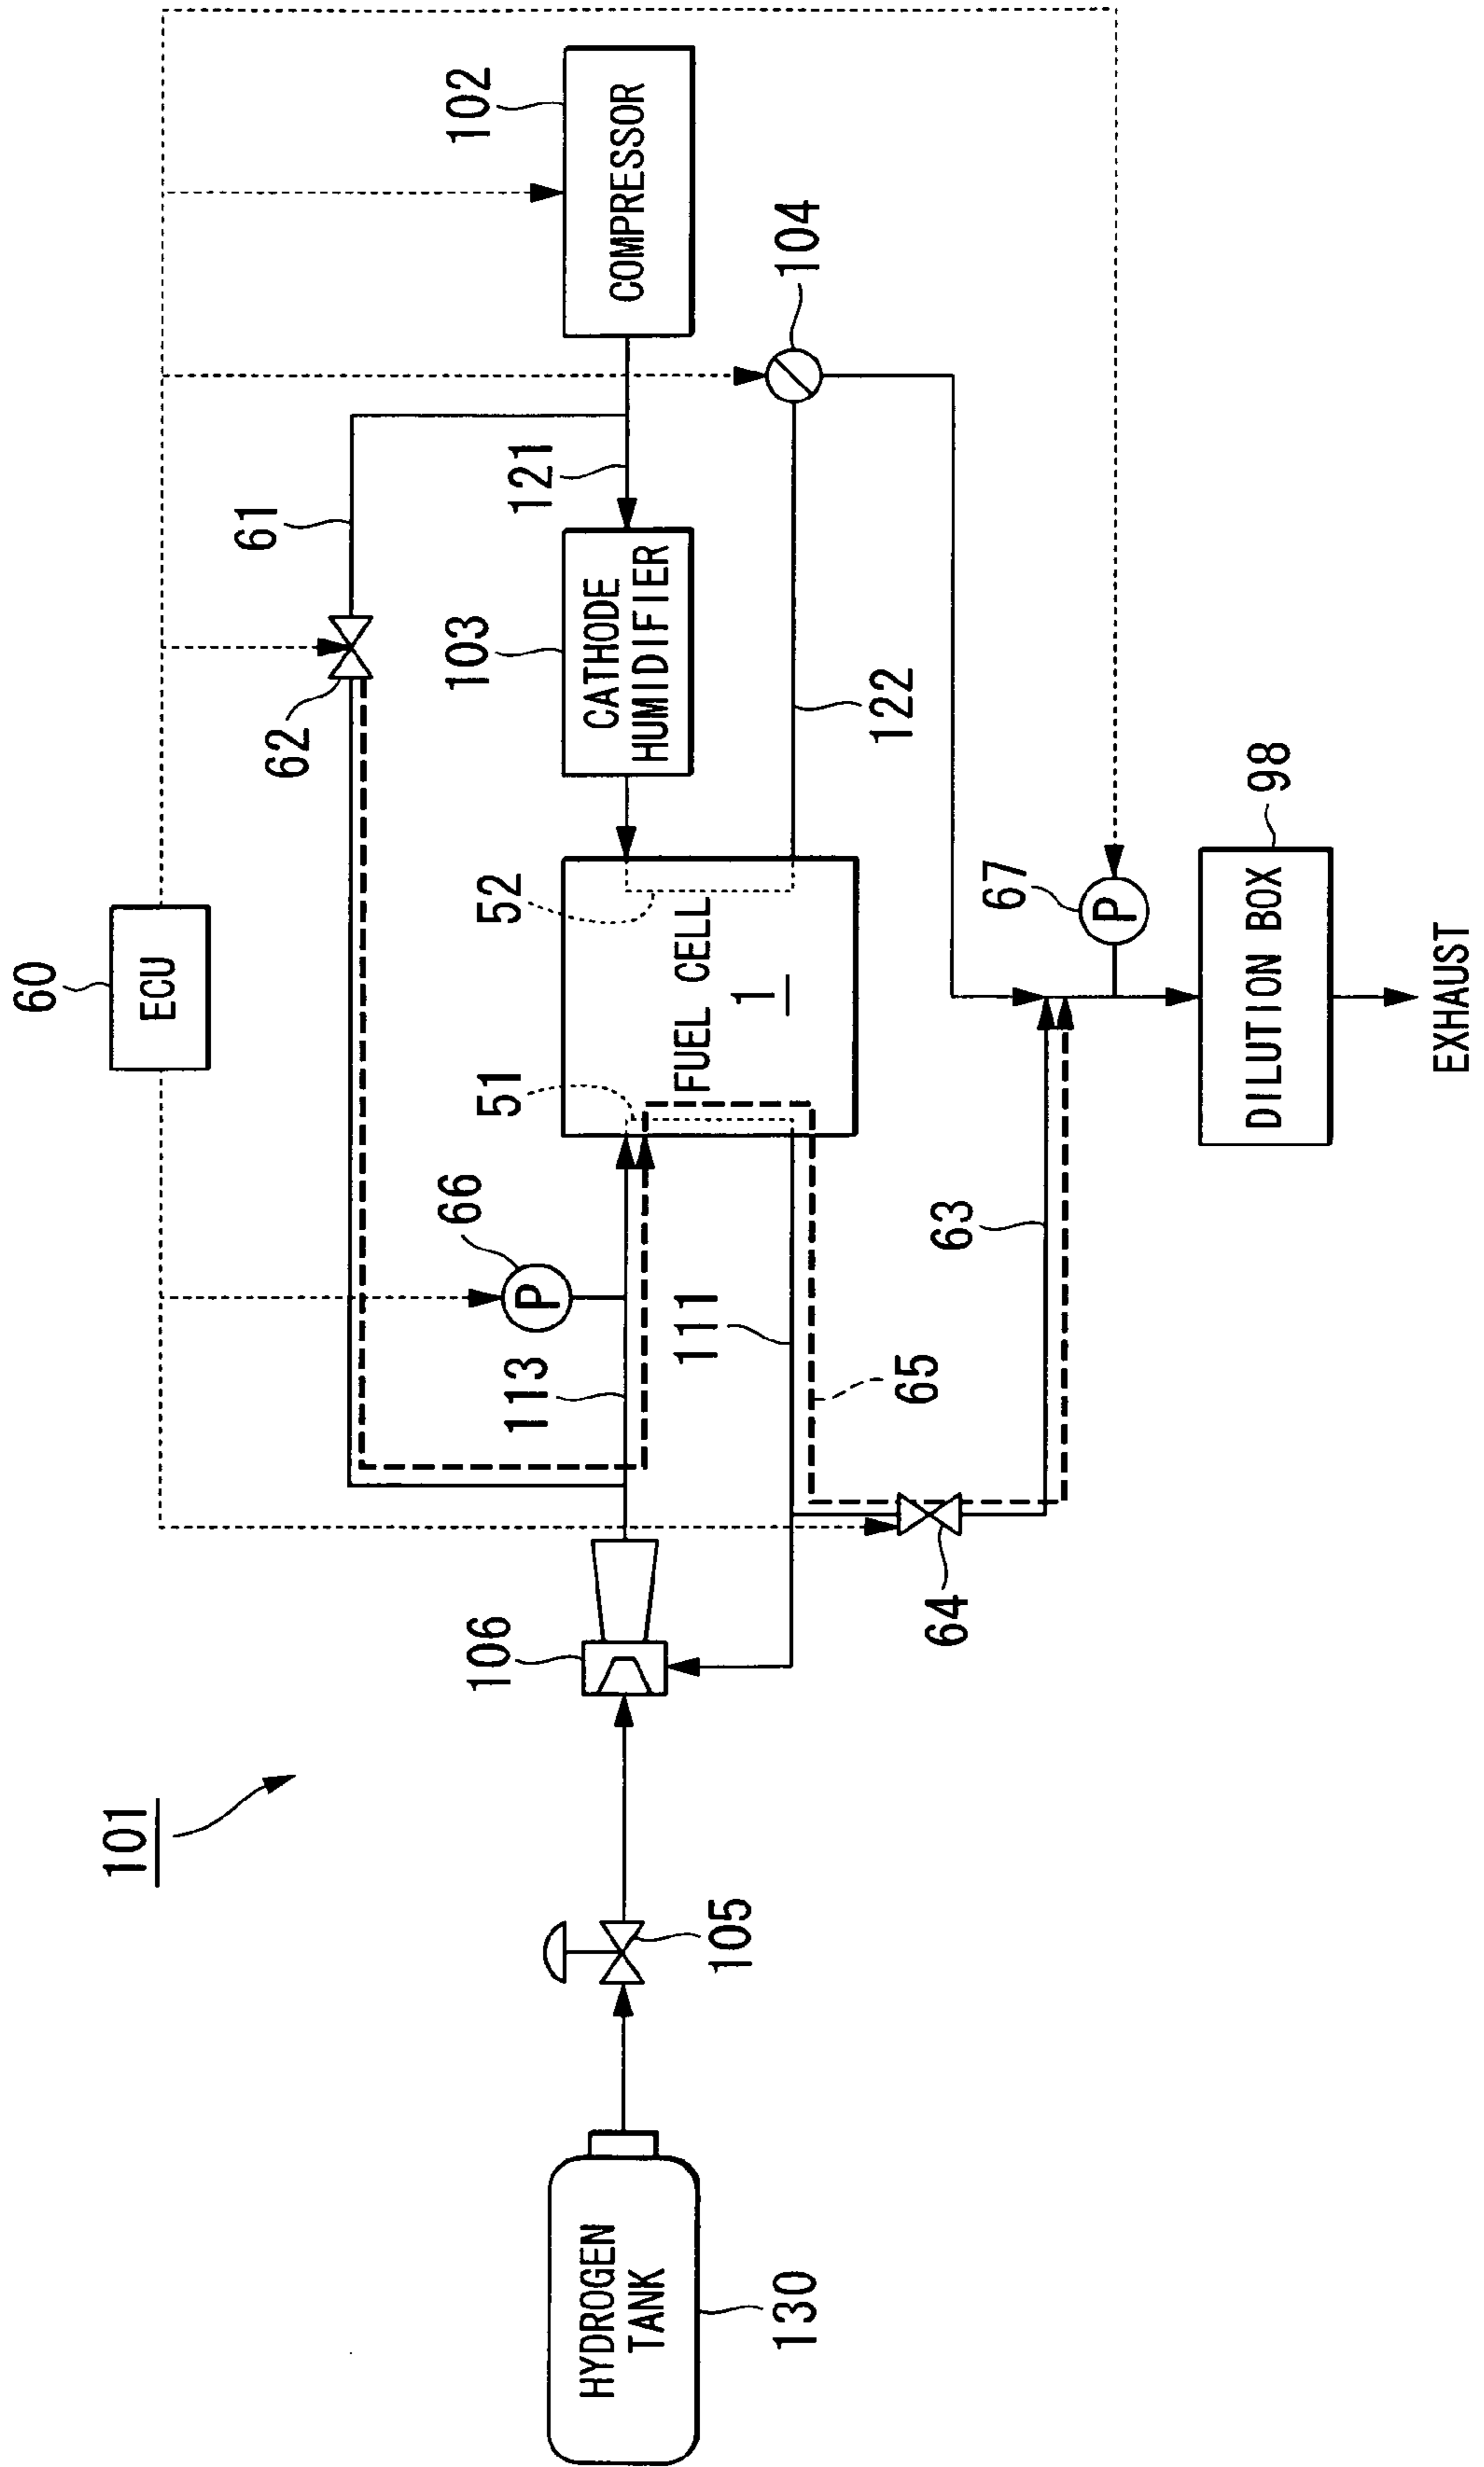 101
60
ECU
61
62
102
COMPRESSOR
121
103
CATHODE
HUMIDIFIER
104
122
52
51
FUEL CELL
1
66
P
113
111
65
106
64
63
67
P
98
DILUTION BOX
EXHAUST
105
HYDROGEN
TANK
130